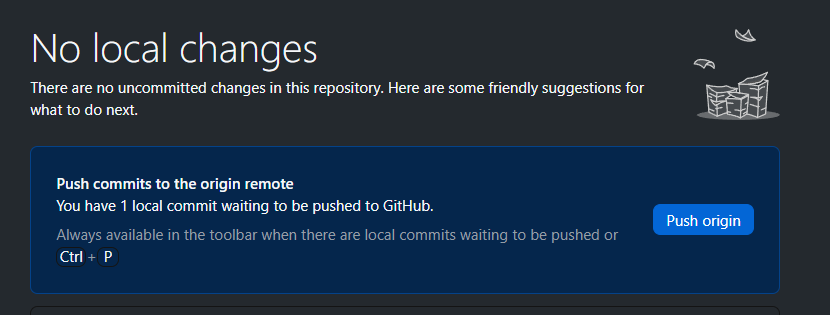 No local changes
There are no uncommitted changes in this repository. Here are some friendly suggestions for
what to do next.
Push commits to the origin remote
You have 1 local commit waiting to be pushed to GitHub.
Push origin
Always available in the toolbar when there are local commits waiting to be pushed or
Ctrl + P